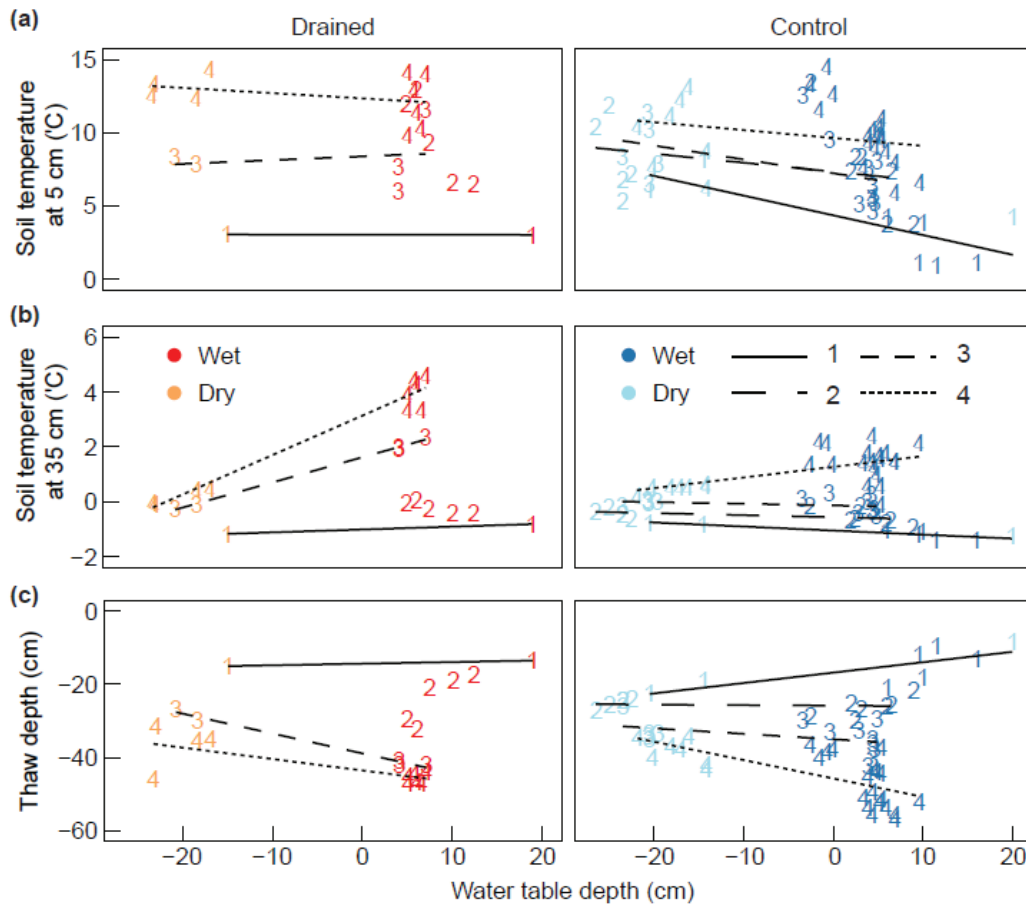 (a)
Drained
Control
Soil temperature
at 5 cm ('C)
15
10
5
0
(b)
Soil temperature
at 35 cm ('C)
6
4
2
0
−2
Wet
Dry
Wet
Dry
1
2
3
4
(c)
Thaw depth (cm)
0
−20
−40
−60
−20
−10
0
10
20
−20
−10
0
10
20
Water table depth (cm)